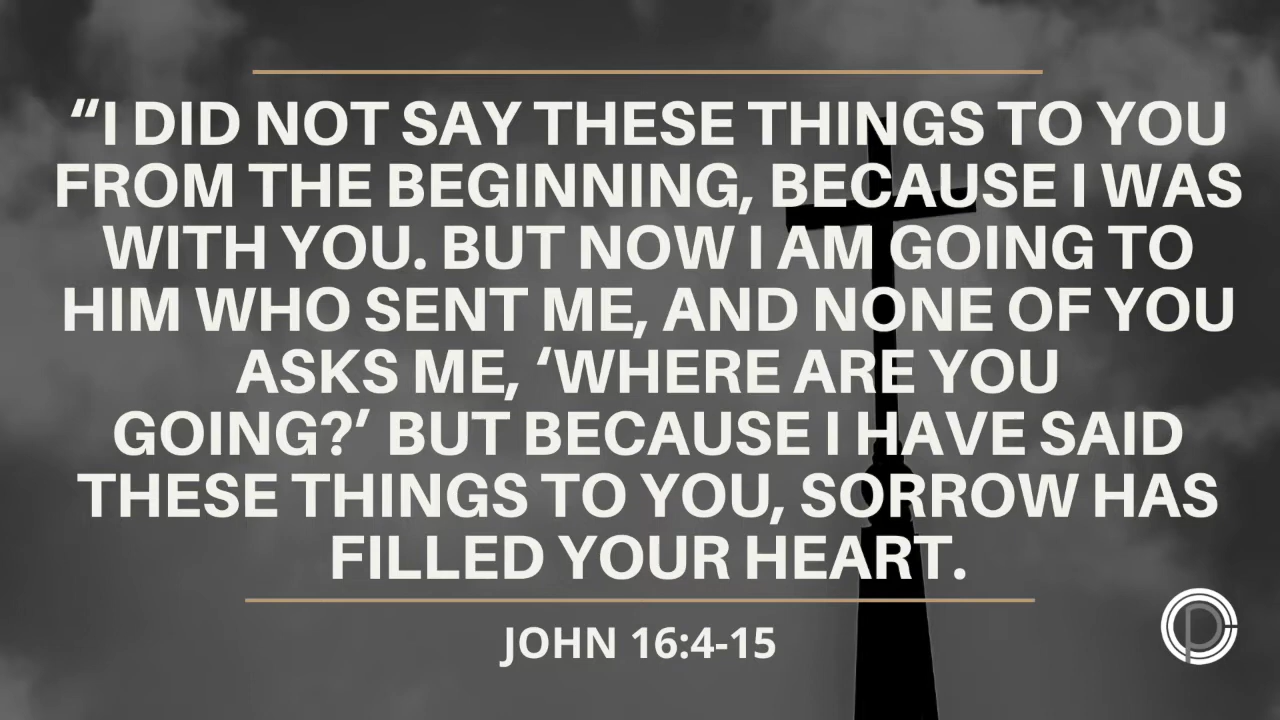 “I DID NOT SAY THESE THINGS TO YOU
FROM THE BEGINNING, BECAUSE I WAS
WITH YOU. BUT NOW I AM GOING TO
HIM WHO SENT ME, AND NONE OF YOU
ASKS ME, ‘WHERE ARE YOU
GOING?’ BUT BECAUSE I HAVE SAID
THESE THINGS TO YOU, SORROW HAS
FILLED YOUR HEART.
JOHN 16:4-15